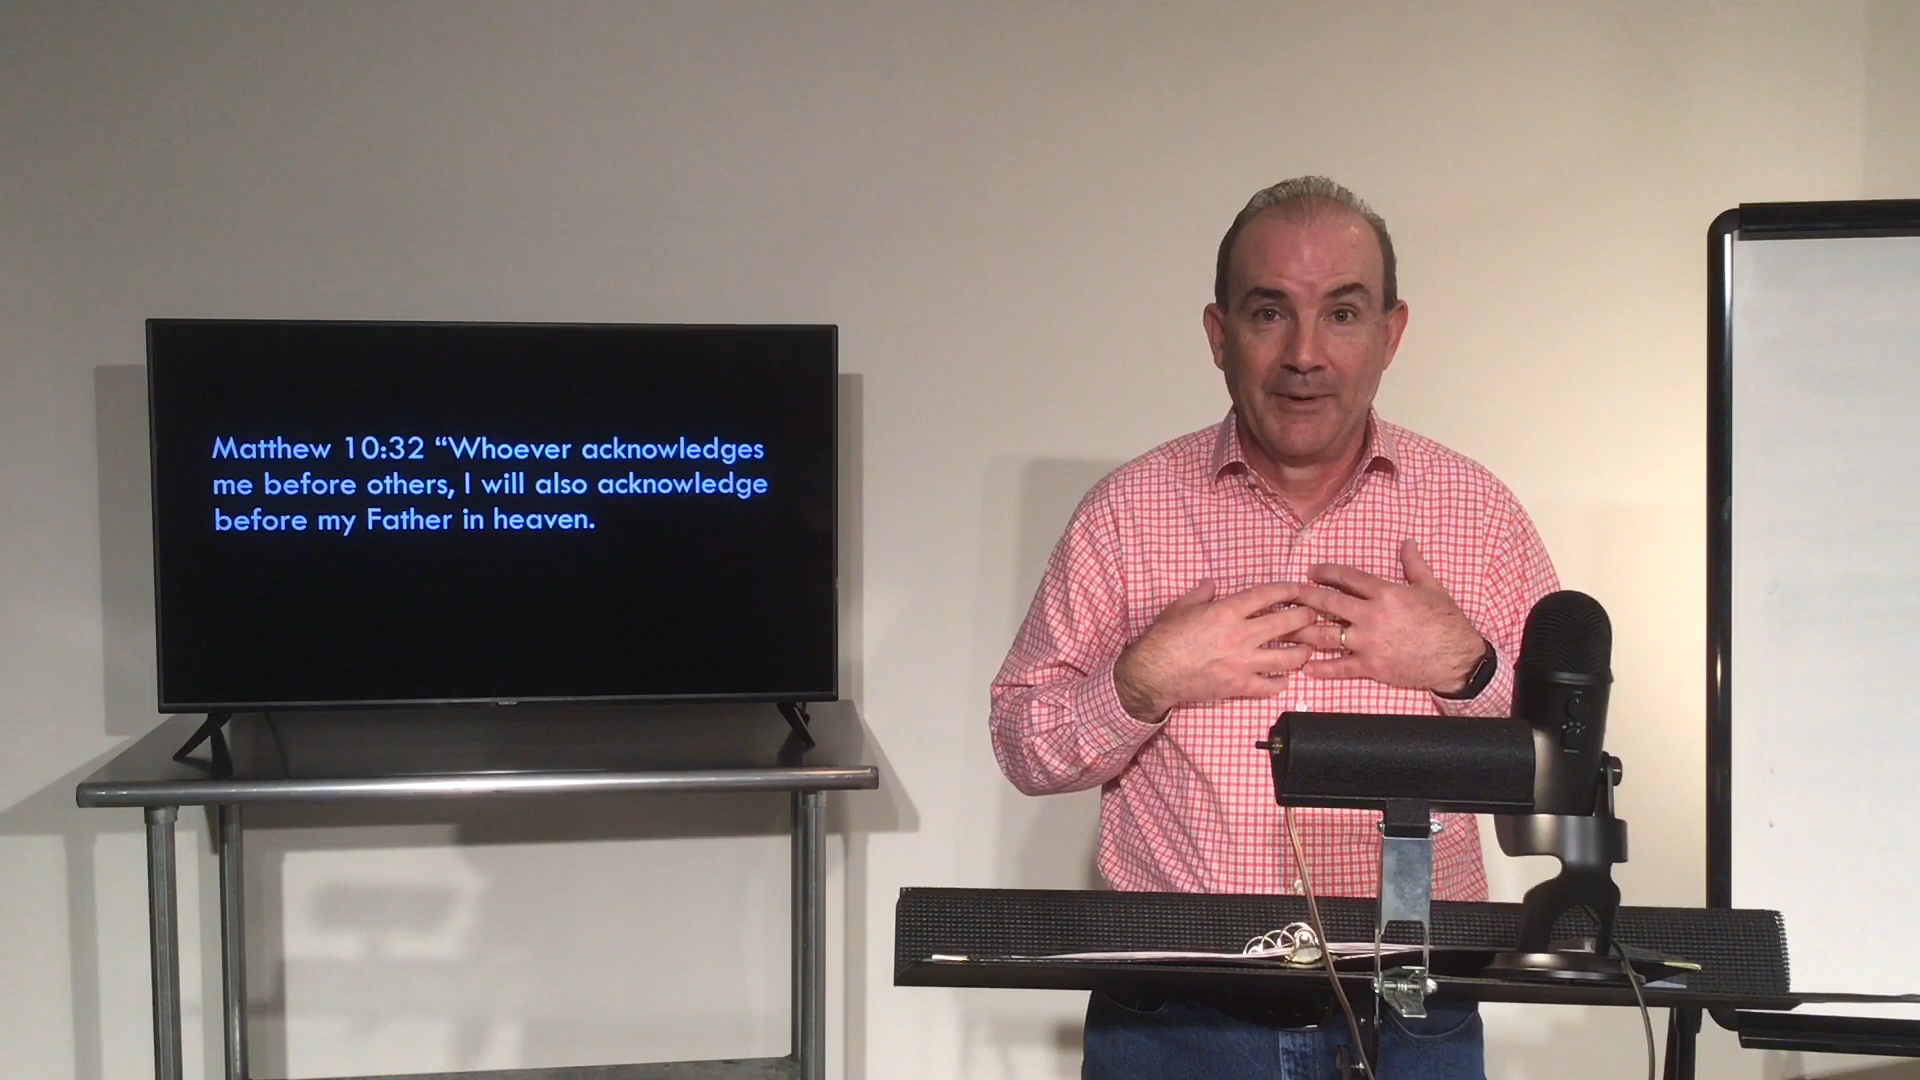 Matthew 10:32 “Whoever acknowledges
me before others, I will also acknowledge
before my Father in heaven.